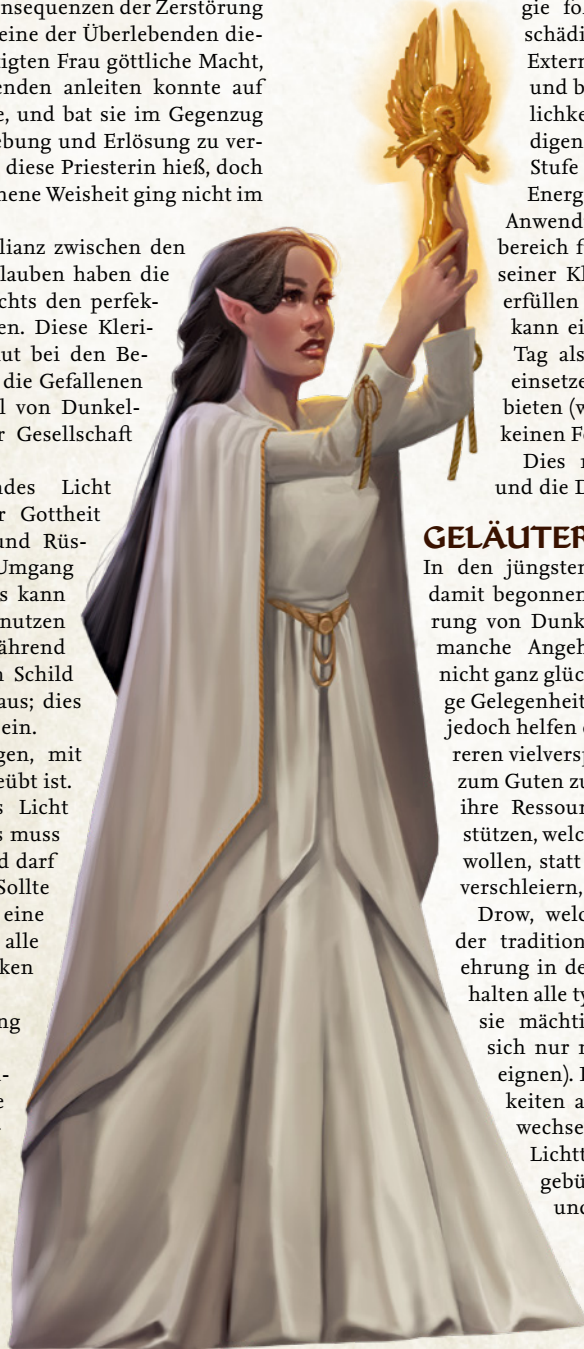 nsequenzen der Zerstörung
eine der Überlebenden die-
tigten Frau göttliche Macht,
enden anleiten konnte auf
e, und bat sie im Gegenzug
ebung und Erlösung zu ver-
diese Priesterin hieß, doch
nene Weisheit ging nicht im
lianz zwischen den
lauben haben die
chts den perfek-
en. Diese Kleri-
aut bei den Be-
die Gefallenen
l von Dunkel-
r Gesellschaft
ndes Licht
r Gottheit
und Rüs-
Umgang
s kann
nutzen
ährend
n Schild
aus; dies
ein.
gen, mit
eübt ist.
s Licht
s muss
d darf
Sollte
eine
alle
ken
ng
i-
e
gie fo
schädi
Extern
und b
lichke
digen
Stufe
Energ
Anwend
bereich f
seiner Kl
erfüllen
kann ei
Tag als
einsetze
bieten (w
keinen Fe
Dies r
und die D
GELÄUTER
In den jüngsten
damit begonnen
rung von Dunk
manche Angeh
nicht ganz glüc
ge Gelegenheit
jedoch helfen
reren vielversp
zum Guten zu
ihre Ressour
stützen, welc
wollen, statt
verschleiern,
Drow, welc
der tradition
ehrung in de
halten alle ty
sie mächti
sich nur r
eignen). I
keiten a
wechse
Lichtt
gebü
und